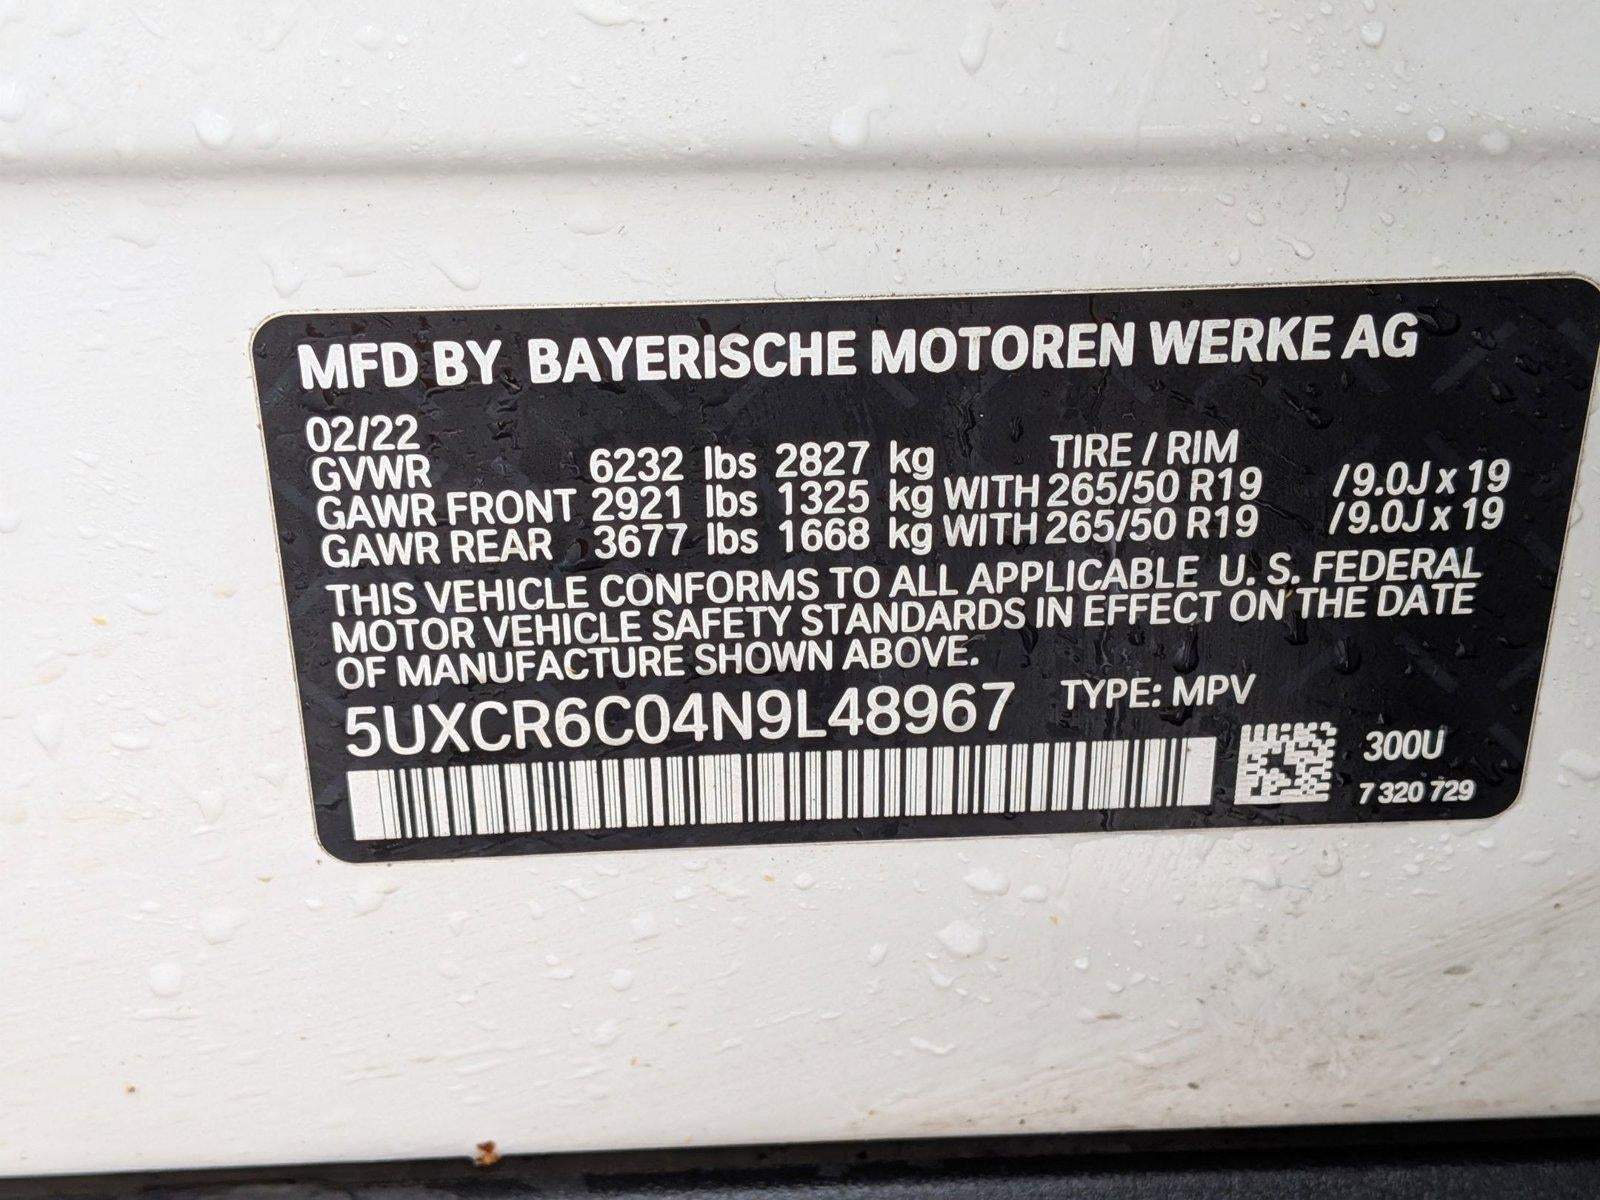 MFD BY BAYERISCHE MOTOREN WERKE AG
02/22
GVWR 6232 lbs 2827 kg TIRE / RIM
GAWR FRONT 2921 lbs 1325 kg WITH 265/50 R19 /9.0J x 19
GAWR REAR 3677 lbs 1668 kg WITH 265/50 R19 /9.0J x 19
THIS VEHICLE CONFORMS TO ALL APPLICABLE U. S. FEDERAL
MOTOR VEHICLE SAFETY STANDARDS IN EFFECT ON THE DATE
OF MANUFACTURE SHOWN ABOVE.
5UXCR6C04N9L48967 TYPE: MPV
300U
7 320 729